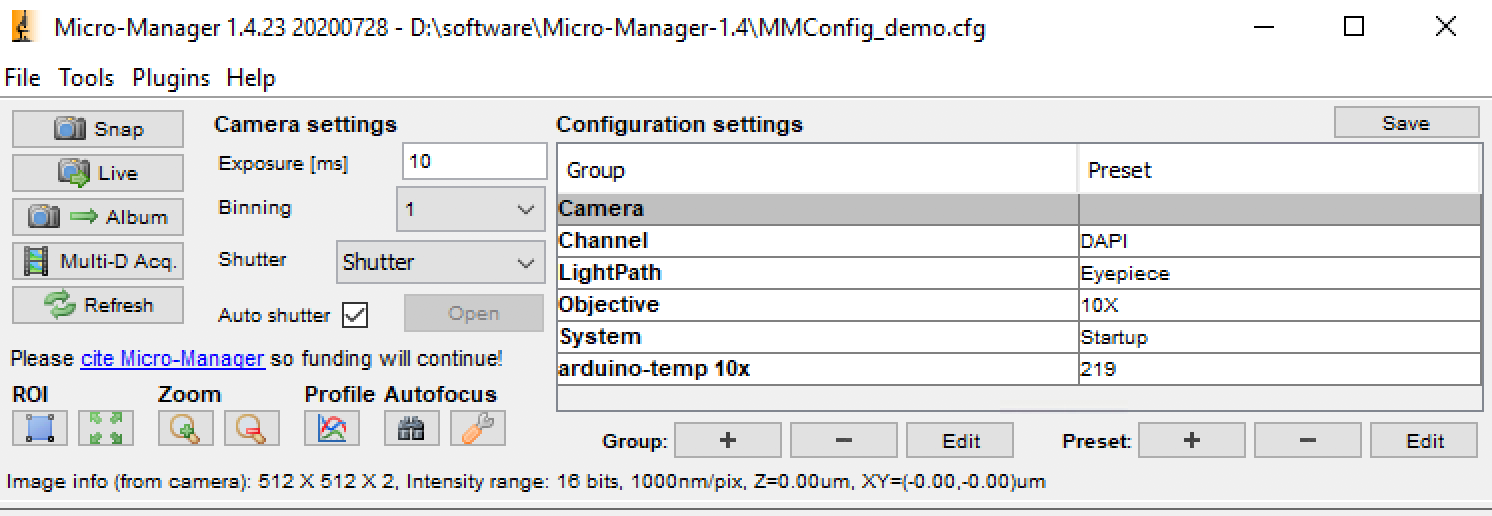 Micro-Manager 1.4.23 20200728 - D:\software\Micro-Manager-1.4\MMConfig_demo.cfg
File Tools Plugins Help
Snap
Live
Album
Multi-D Acq.
Refresh
Camera settings
Exposure [ms] 10
Binning 1
Shutter Shutter
Auto shutter Open
Please cite Micro-Manager so funding will continue!
ROI Zoom Profile Autofocus
Configuration settings Save
Group Preset
Camera
Channel DAPI
LightPath Eyepiece
Objective 10X
System Startup
arduino-temp 10x 219
Group: + − Edit Preset: + − Edit
Image info (from camera): 512 X 512 X 2, Intensity range: 16 bits, 1000nm/pix, Z=0.00um, XY=(-0.00,-0.00)um